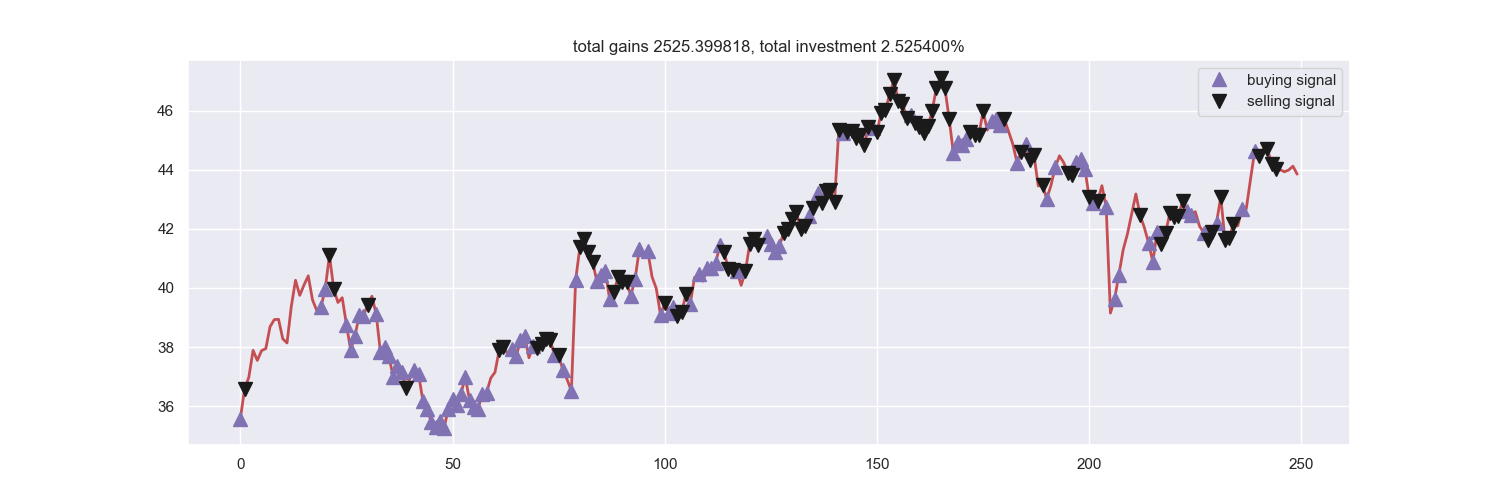 total gains 2525.399818, total investment 2.525400%
buying signal
selling signal
46
44
42
40
38
36
0 50 100 150 200 250